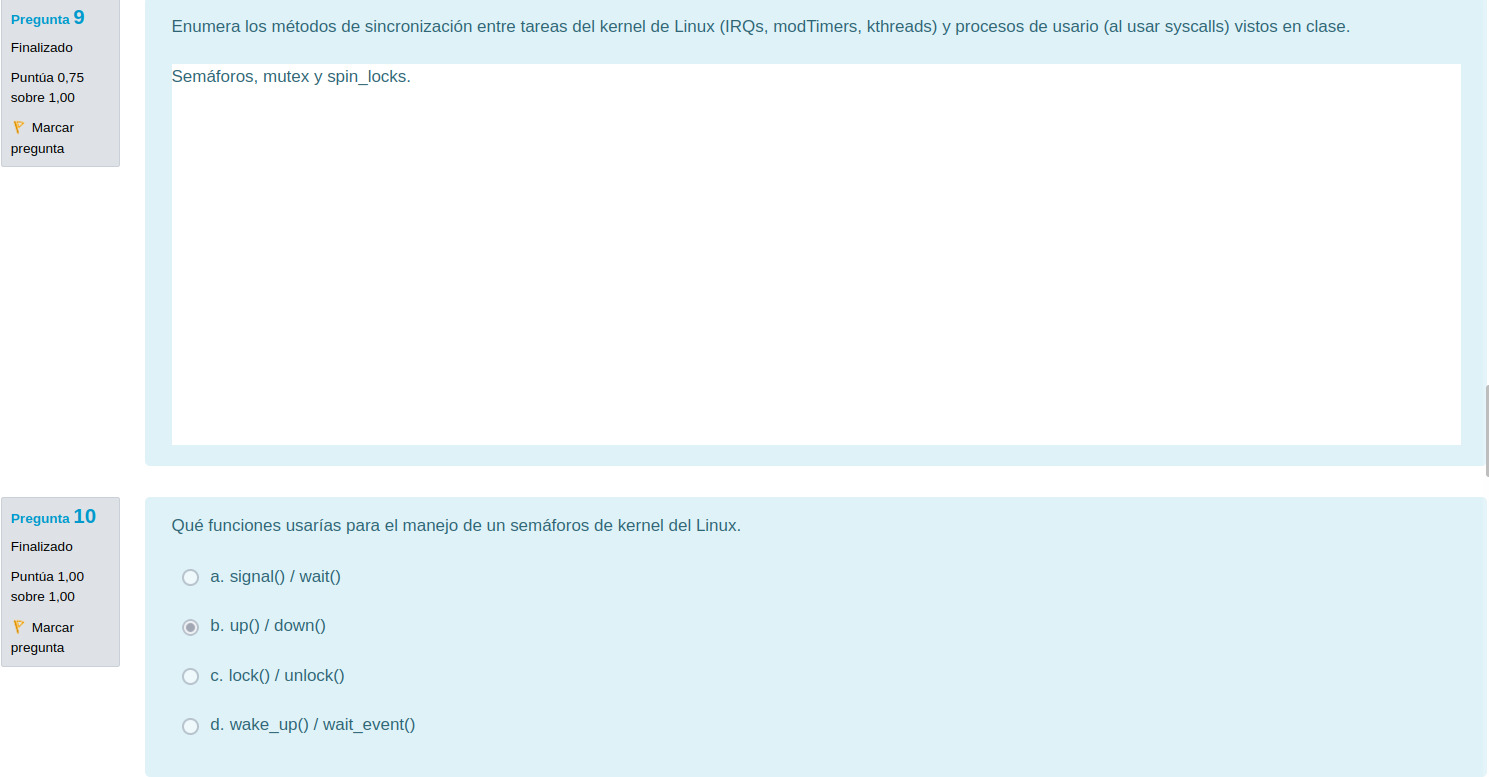 Pregunta 9
Finalizado
Puntúa 0,75
sobre 1,00
Marcar
pregunta
Enumera los métodos de sincronización entre tareas del kernel de Linux (IRQs, modTimers, kthreads) y procesos de usario (al usar syscalls) vistos en clase.
Semáforos, mutex y spin_locks.
Pregunta 10
Finalizado
Puntúa 1,00
sobre 1,00
Marcar
pregunta
Qué funciones usarías para el manejo de un semáforos de kernel del Linux.
a. signal() / wait()
b. up() / down()
c. lock() / unlock()
d. wake_up() / wait_event()